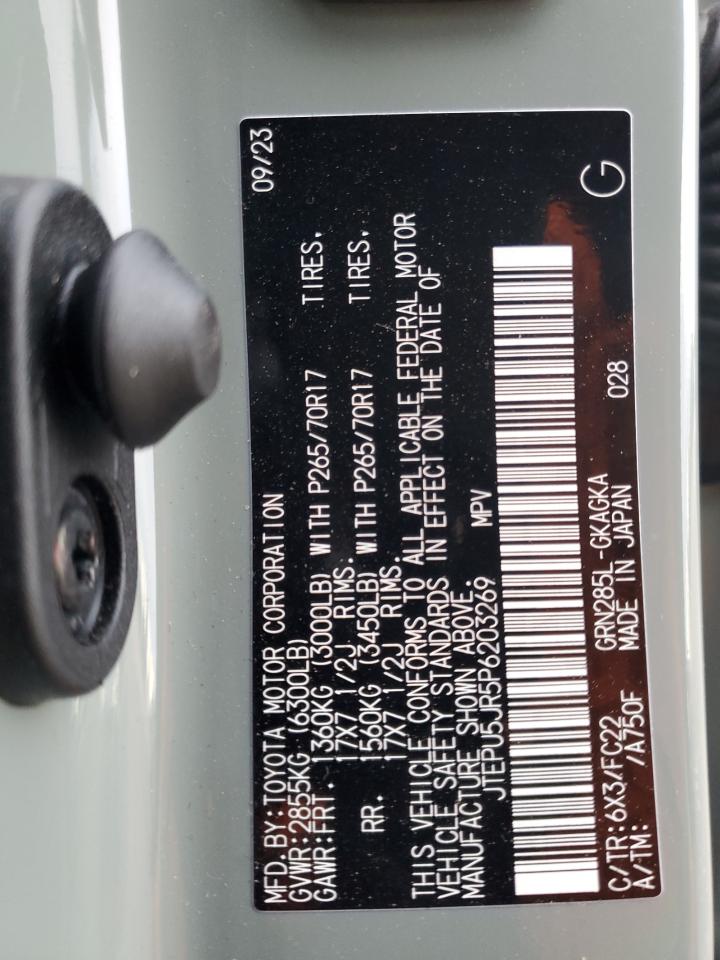 MFD.BY:TOYOTA MOTOR CORPORATION 09/23
GVWR:2855KG (6300LB)
GAWR:FRT. 1360KG (3000LB) WITH P265/70R17 TIRES,
17X7 1/2J RIMS.
RR. 1560KG (3450LB) WITH P265/70R17 TIRES,
17X7 1/2J RIMS.
THIS VEHICLE CONFORMS TO ALL APPLICABLE FEDERAL MOTOR
VEHICLE SAFETY STANDARDS IN EFFECT ON THE DATE OF
MANUFACTURE SHOWN ABOVE.
JTEPU5JR5P6203269 MPV
C/TR:6X3/FC22 GRN285L-GKAGKA 028 G
A/TM: /A750F MADE IN JAPAN